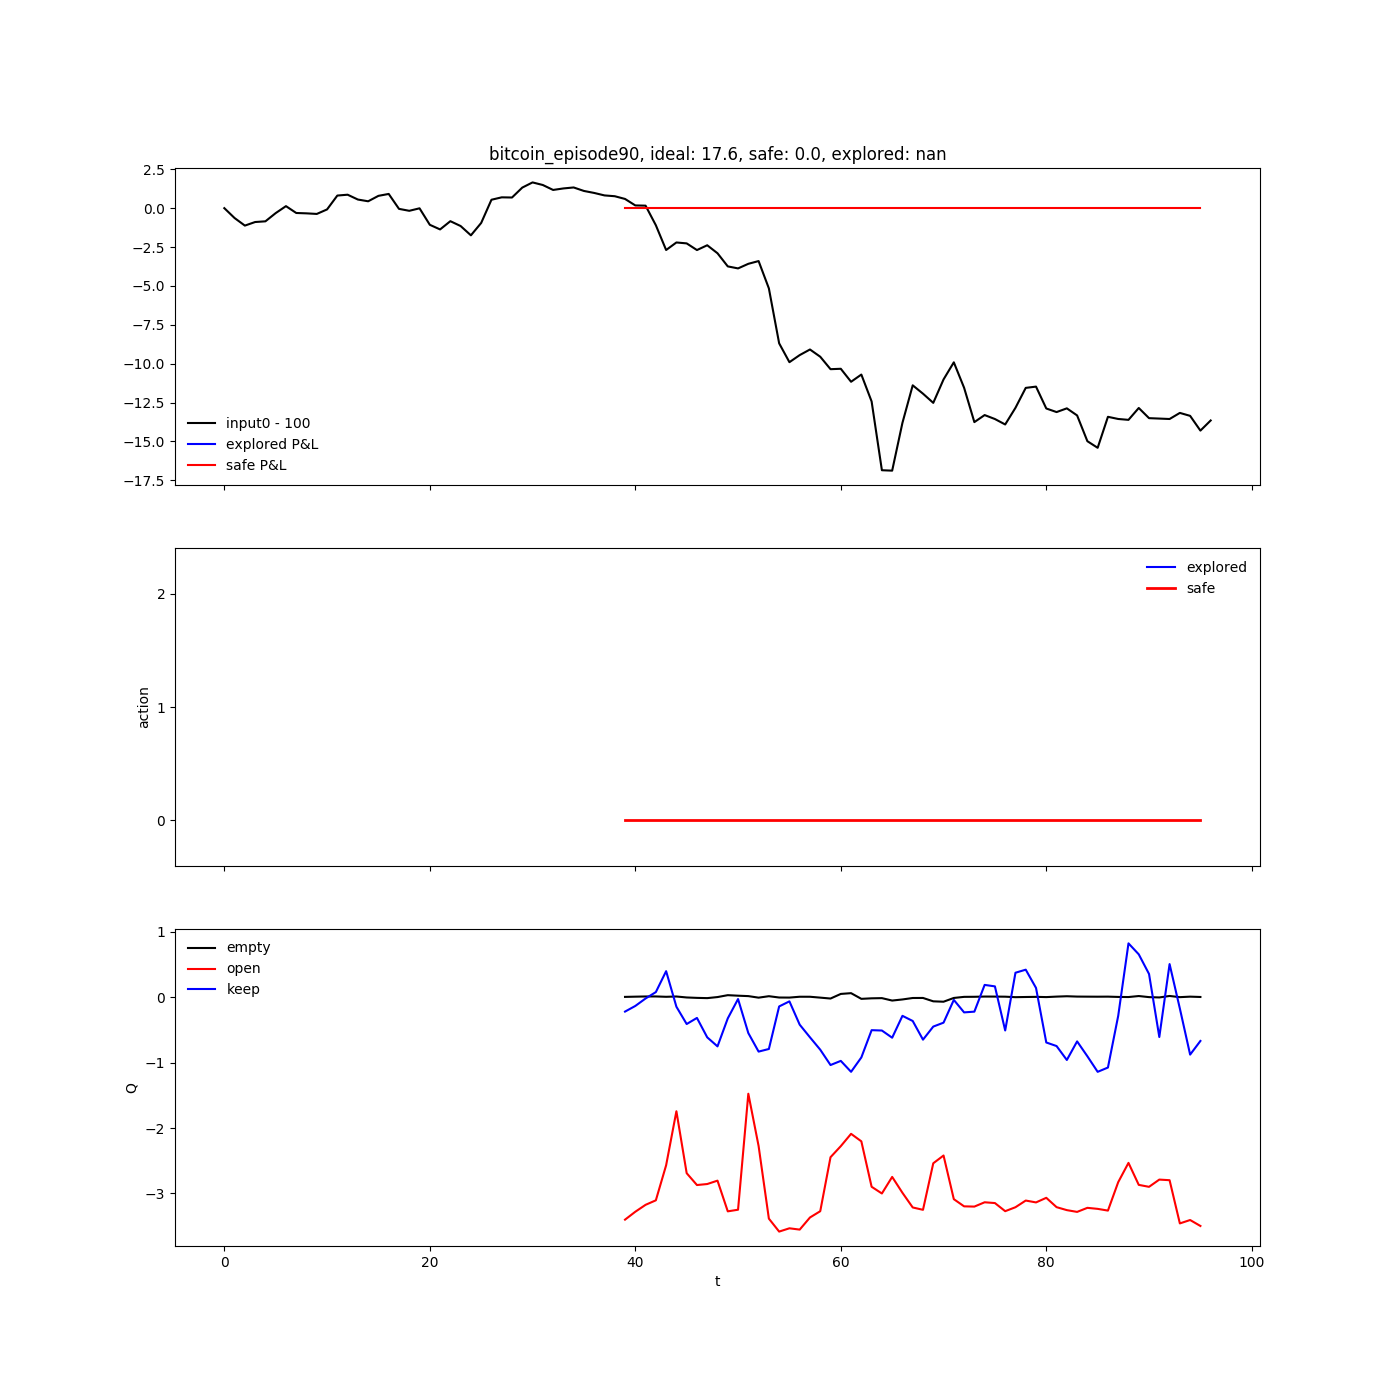 bitcoin_episode90, ideal: 17.6, safe: 0.0, explored: nan
2.5
0.0
−2.5
−5.0
−7.5
−10.0
−12.5
−15.0
−17.5
input0 - 100
explored P&L
safe P&L
2
1
0
action
explored
safe
1
0
−1
−2
−3
Q
empty
open
keep
0
20
40
60
80
100
t